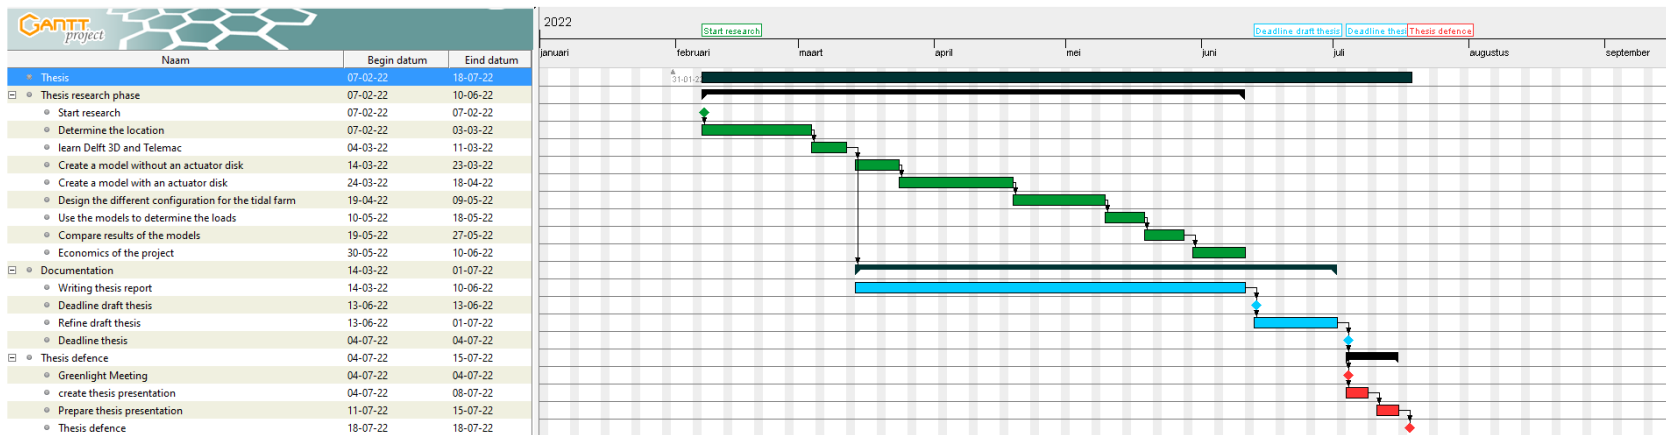 GANTT
project
2022
Start research
Deadline draft thesis
Deadline thesi
Thesis defence
januari februari maart april mei juni juli augustus september
Naam Begin datum Eind datum
Thesis 07-02-22 18-07-22
31-01-22
Thesis research phase 07-02-22 10-06-22
Start research 07-02-22 07-02-22
Determine the location 07-02-22 03-03-22
learn Delft 3D and Telemac 04-03-22 11-03-22
Create a model without an actuator disk 14-03-22 23-03-22
Create a model with an actuator disk 24-03-22 18-04-22
Design the different configuration for the tidal farm 19-04-22 09-05-22
Use the models to determine the loads 10-05-22 18-05-22
Compare results of the models 19-05-22 27-05-22
Economics of the project 30-05-22 10-06-22
Documentation 14-03-22 01-07-22
Writing thesis report 14-03-22 10-06-22
Deadline draft thesis 13-06-22 13-06-22
Refine draft thesis 13-06-22 01-07-22
Deadline thesis 04-07-22 04-07-22
Thesis defence 04-07-22 15-07-22
Greenlight Meeting 04-07-22 04-07-22
create thesis presentation 04-07-22 08-07-22
Prepare thesis presentation 11-07-22 15-07-22
Thesis defence 18-07-22 18-07-22